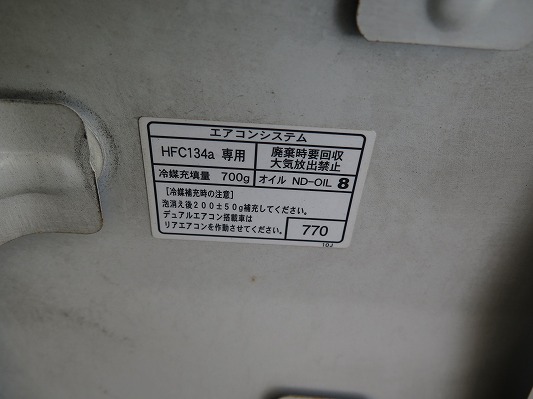 エアコンシステム
HFC134a 専用
廃棄時要回収
大気放出禁止
冷媒充填量 700g
オイル ND-OIL 8
[冷媒補充時の注意]
泡消え後200±50g補充してください。
デュアルエアコン搭載車は
リアエアコンを作動させてください。
770
10J